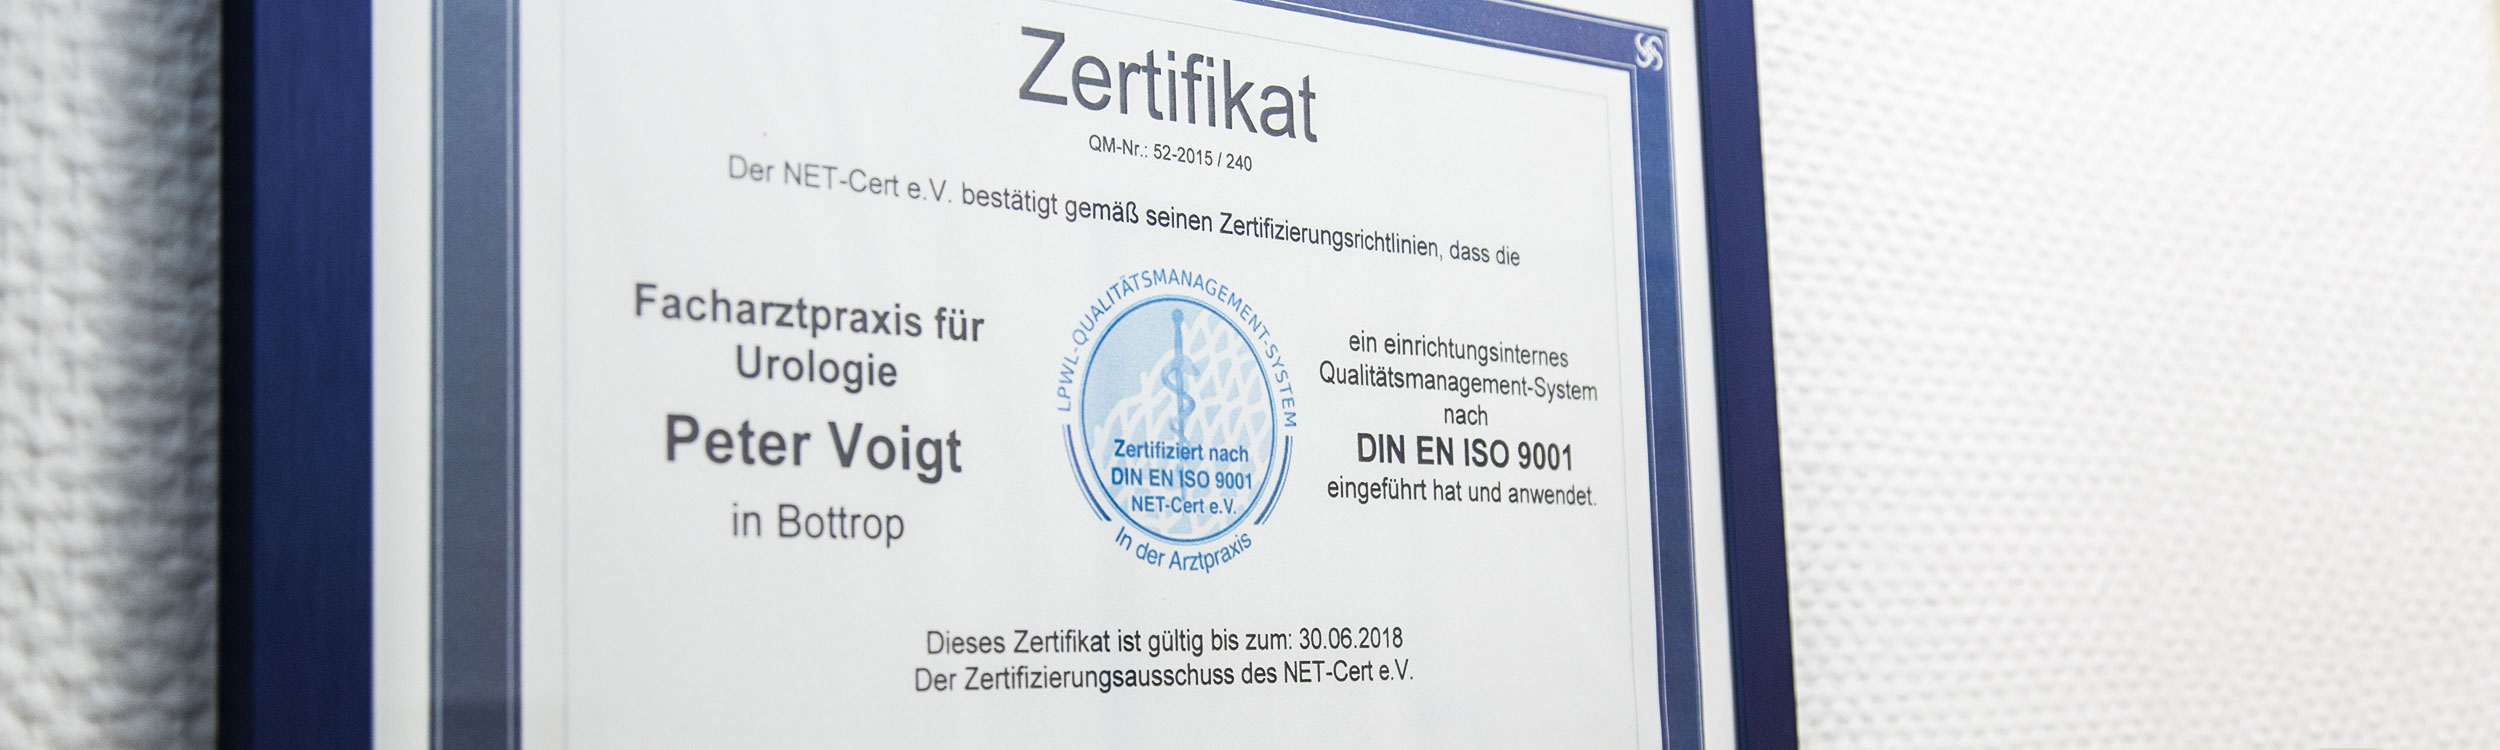 Zertifikat
QM-Nr.: 52-2015 / 240
Der NET-Cert e.V. bestätigt gemäß seinen Zertifizierungsrichtlinien, dass die
Facharztpraxis für
Urologie
Peter Voigt
in Bottrop
LPWL-QUALITÄTSMANAGEMENT-SYSTEM
Zertifiziert nach
DIN EN ISO 9001
NET-Cert e.V.
In der Arztpraxis
ein einrichtungsinternes
Qualitätsmanagement-System
nach
DIN EN ISO 9001
eingeführt hat und anwendet.
Dieses Zertifikat ist gültig bis zum: 30.06.2018
Der Zertifizierungsausschuss des NET-Cert e.V.